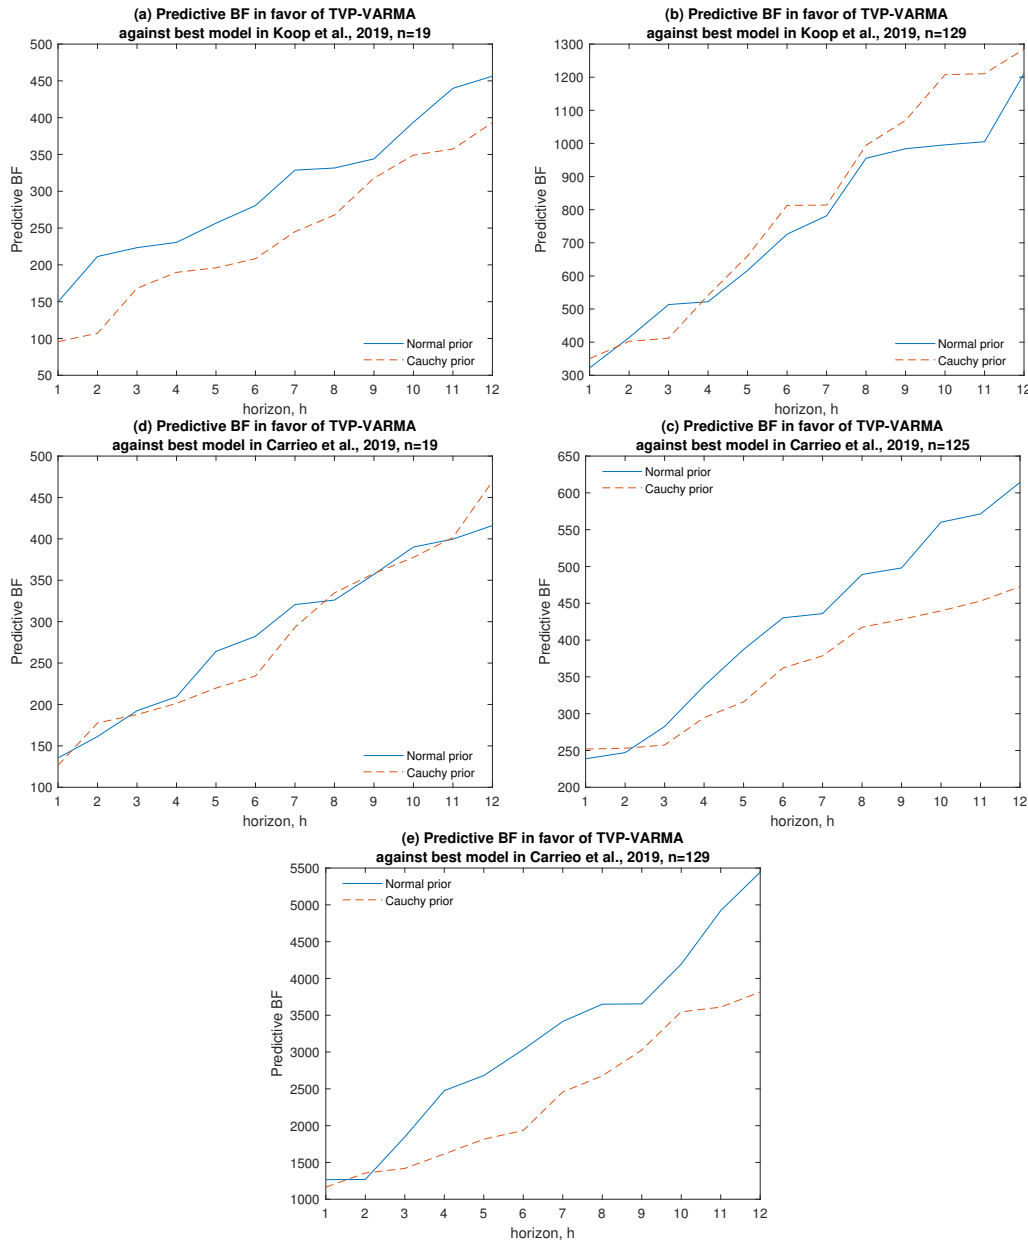 (a) Predictive BF in favor of TVP-VARMA
against best model in Koop et al., 2019, n=19
500
450
400
350
300
250
200
150
100
50
Predictive BF
Normal prior
Cauchy prior
1 2 3 4 5 6 7 8 9 10 11 12
horizon, h
(b) Predictive BF in favor of TVP-VARMA
against best model in Koop et al., 2019, n=129
1300
1200
1100
1000
900
800
700
600
500
400
300
Predictive BF
Normal prior
Cauchy prior
1 2 3 4 5 6 7 8 9 10 11 12
horizon, h
(d) Predictive BF in favor of TVP-VARMA
against best model in Carrieo et al., 2019, n=19
500
450
400
350
300
250
200
150
100
Predictive BF
Normal prior
Cauchy prior
1 2 3 4 5 6 7 8 9 10 11 12
horizon, h
(c) Predictive BF in favor of TVP-VARMA
against best model in Carrieo et al., 2019, n=125
650
600
550
500
450
400
350
300
250
200
Predictive BF
Normal prior
Cauchy prior
1 2 3 4 5 6 7 8 9 10 11 12
horizon, h
(e) Predictive BF in favor of TVP-VARMA
against best model in Carrieo et al., 2019, n=129
5500
5000
4500
4000
3500
3000
2500
2000
1500
1000
Predictive BF
Normal prior
Cauchy prior
1 2 3 4 5 6 7 8 9 10 11 12
horizon, h